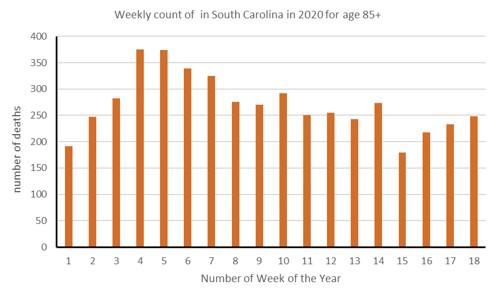 Weekly count of  in South Carolina in 2020 for age 85+
400
350
300
250
200
150
100
50
0
number of deaths
1 2 3 4 5 6 7 8 9 10 11 12 13 14 15 16 17 18
Number of Week of the Year